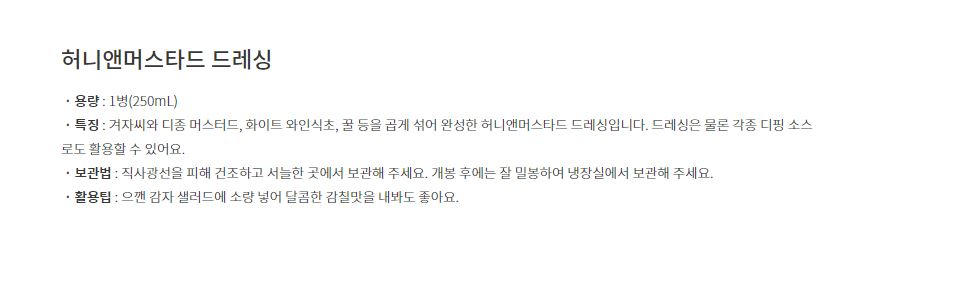 허니앤머스타드 드레싱
· 용량 : 1병(250mL)
· 특징 : 겨자씨와 디종 머스터드, 화이트 와인식초, 꿀 등을 곱게 섞어 완성한 허니앤머스타드 드레싱입니다. 드레싱은 물론 각종 디핑 소스
로도 활용할 수 있어요.
· 보관법 : 직사광선을 피해 건조하고 서늘한 곳에서 보관해 주세요. 개봉 후에는 잘 밀봉하여 냉장실에서 보관해 주세요.
· 활용팁 : 으깬 감자 샐러드에 소량 넣어 달콤한 감칠맛을 내봐도 좋아요.